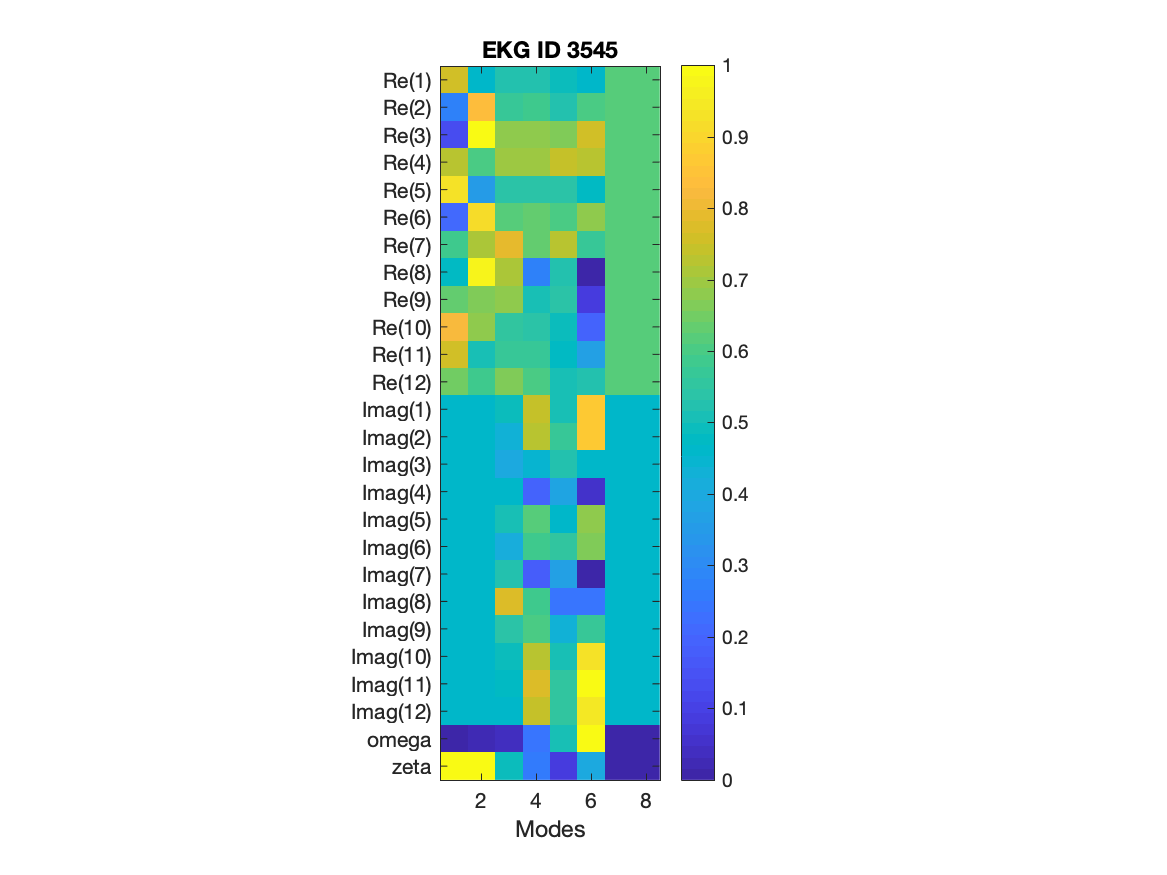 EKG ID 3545
Re(1)
Re(2)
Re(3)
Re(4)
Re(5)
Re(6)
Re(7)
Re(8)
Re(9)
Re(10)
Re(11)
Re(12)
Imag(1)
Imag(2)
Imag(3)
Imag(4)
Imag(5)
Imag(6)
Imag(7)
Imag(8)
Imag(9)
Imag(10)
Imag(11)
Imag(12)
omega
zeta
2 4 6 8
Modes
1
0.9
0.8
0.7
0.6
0.5
0.4
0.3
0.2
0.1
0